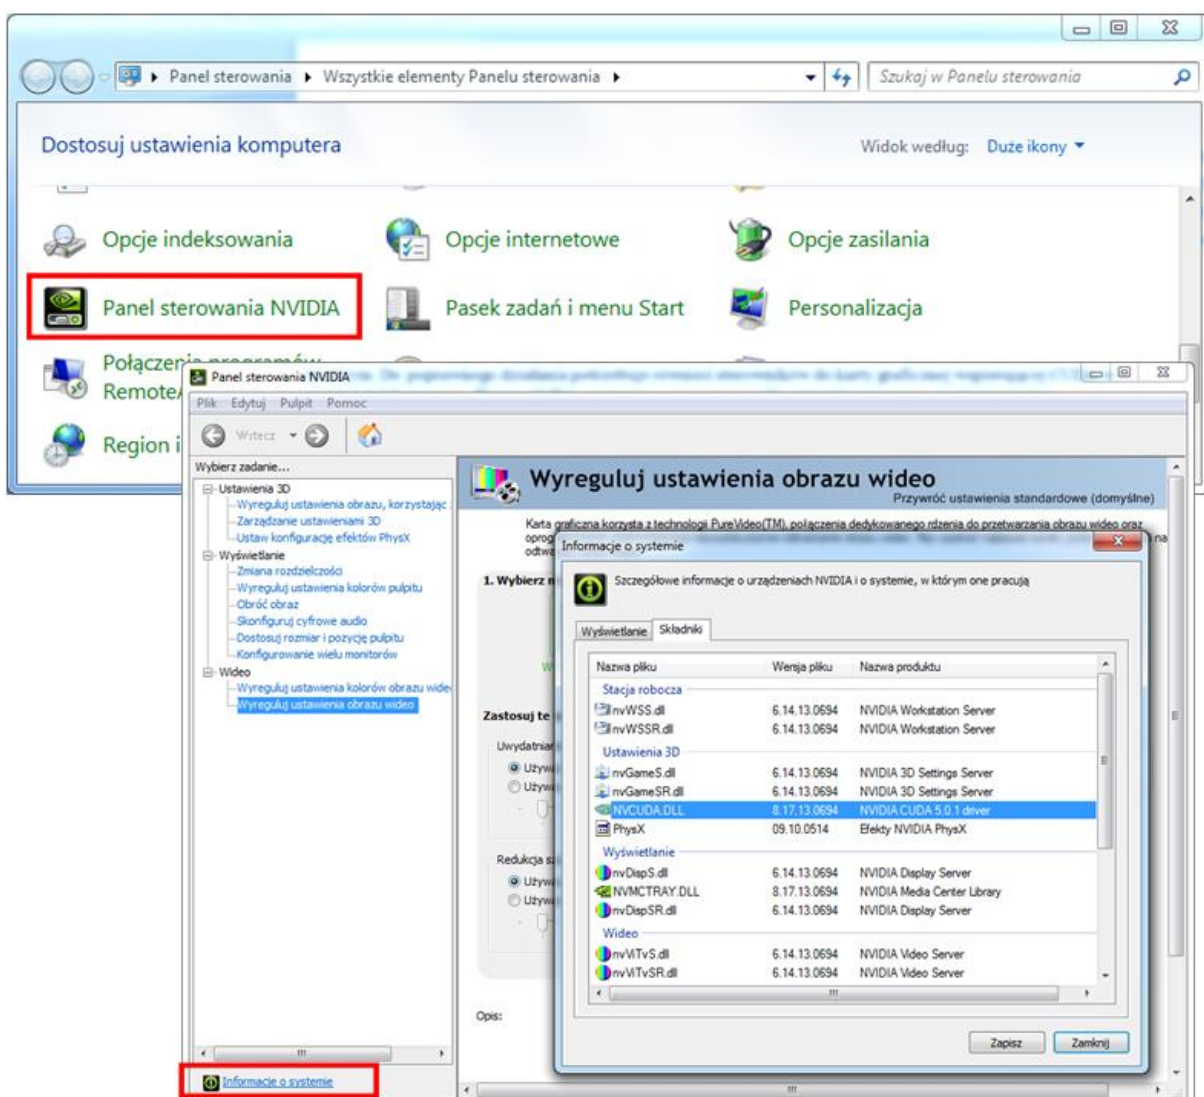 Panel sterowania ▸ Wszystkie elementy Panelu sterowania ▸
Szukaj w Panelu sterowania
Dostosuj ustawienia komputera
Widok według: Duże ikony
Opcje indeksowania
Opcje internetowe
Opcje zasilania
Panel sterowania NVIDIA
Pasek zadań i menu Start
Personalizacja
Połączenia programów
Remote
Region i
Panel sterowania NVIDIA
Plik Edytuj Pulpit Pomoc
Wstecz
Wybierz zadanie...
Ustawienia 3D
Wyreguluj ustawienia obrazu, korzystając
Zarządzanie ustawieniami 3D
Ustaw konfigurację efektów PhysX
Wyświetlanie
Zmiana rozdzielczości
Wyreguluj ustawienia kolorów pulpitu
Obróć obraz
Skonfiguruj cyfrowe audio
Dostosuj rozmiar i pozycję pulpitu
Konfigurowanie wielu monitorów
Wideo
Wyreguluj ustawienia kolorów obrazu wide
Wyreguluj ustawienia obrazu wideo
Informacje o systemie
Wyreguluj ustawienia obrazu wideo
Przywróć ustawienia standardowe (domyślne)
Karta graficzna korzysta z technologii PureVideo(TM), połączenia dedykowanego rdzenia do przetwarzania obrazu wideo oraz
oprog
odtwa
na
1. Wybierz
Zastosuj te
Uwydatnian
Używa
Używa
Redukcja sz
Używa
Używa
Opis:
Informacje o systemie
Szczegółowe informacje o urządzeniach NVIDIA i o systemie, w którym one pracują
Wyświetlanie Składniki
Nazwa pliku Wersja pliku Nazwa produktu
Stacja robocza
nvWSS.dll 6.14.13.0694 NVIDIA Workstation Server
nvWSSR.dll 6.14.13.0694 NVIDIA Workstation Server
Ustawienia 3D
nvGameS.dll 6.14.13.0694 NVIDIA 3D Settings Server
nvGameSR.dll 6.14.13.0694 NVIDIA 3D Settings Server
NVCUDA.DLL 8.17.13.0694 NVIDIA CUDA 5.0.1 driver
PhysX 09.10.0514 Efekty NVIDIA PhysX
Wyświetlanie
nvDispS.dll 6.14.13.0694 NVIDIA Display Server
NVMCTRAY.DLL 8.17.13.0694 NVIDIA Media Center Library
nvDispSR.dll 6.14.13.0694 NVIDIA Display Server
Wideo
nvViTvS.dll 6.14.13.0694 NVIDIA Video Server
nvViTvSR.dll 6.14.13.0694 NVIDIA Video Server
Zapisz Zamknij